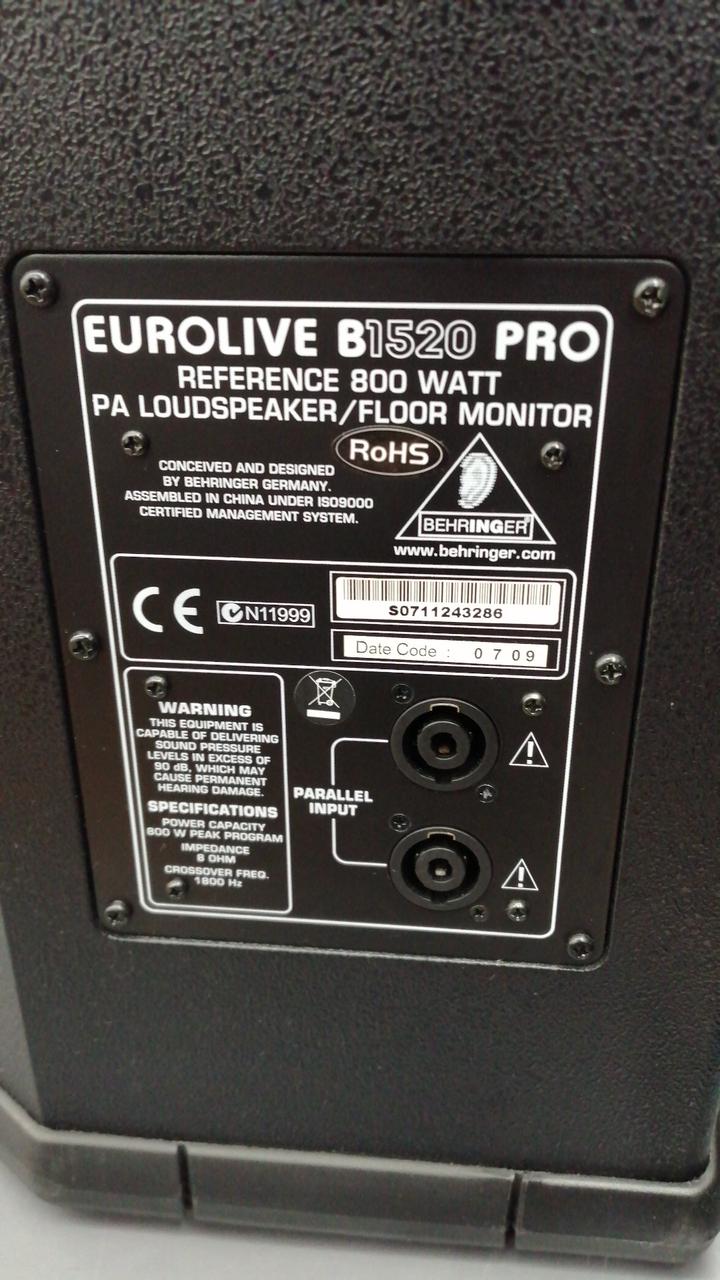 EUROLIVE B1520 PRO
REFERENCE 800 WATT
PA LOUDSPEAKER/FLOOR MONITOR
RoHS
CONCEIVED AND DESIGNED
BY BEHRINGER GERMANY.
ASSEMBLED IN CHINA UNDER ISO9000
CERTIFIED MANAGEMENT SYSTEM.
BEHRINGER
www.behringer.com
CE
N11999
S0711243286
Date Code : 0709
WARNING
THIS EQUIPMENT IS
CAPABLE OF DELIVERING
SOUND PRESSURE
LEVELS IN EXCESS OF
90 dB, WHICH MAY
CAUSE PERMANENT
HEARING DAMAGE.
SPECIFICATIONS
POWER CAPACITY
800 W PEAK PROGRAM
IMPEDANCE
8 OHM
CROSSOVER FREQ.
1800 Hz
PARALLEL
INPUT